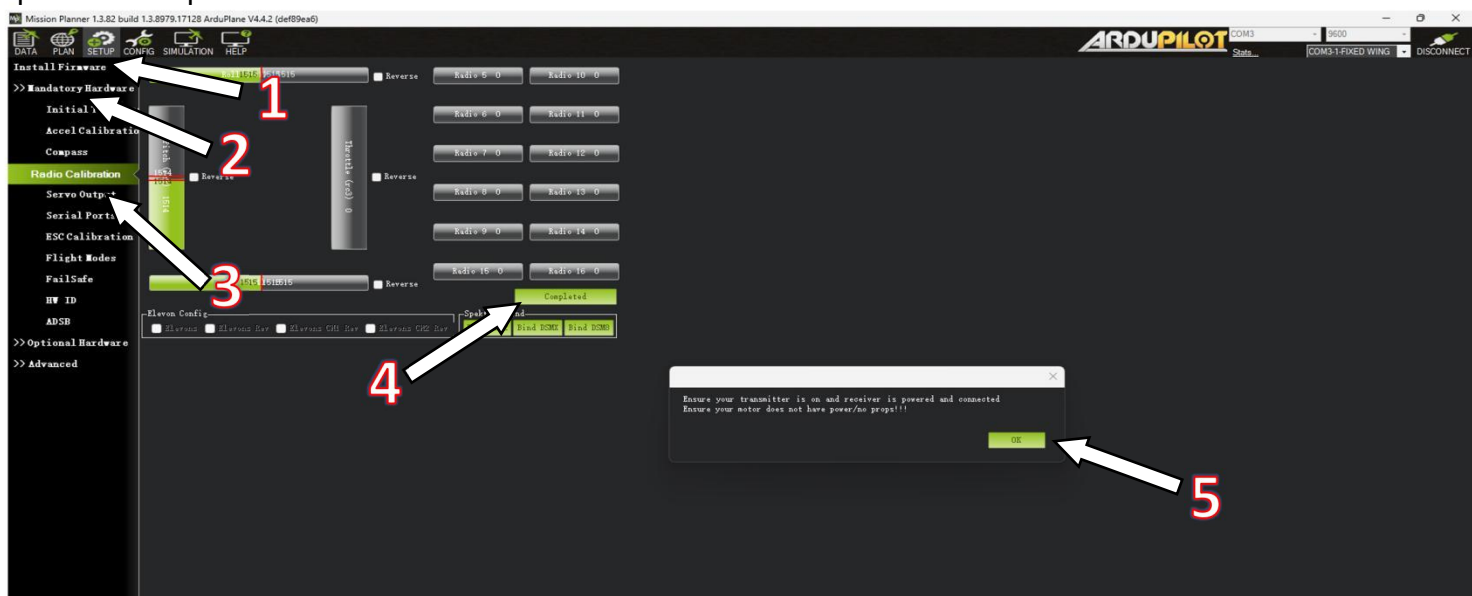 Mission Planner 1.3.82 build 1.3.8979.17128 ArduPlane V4.4.2 (def89ea6)
DATA PLAN SETUP CONFIG SIMULATION HELP
ARDUPILOT
COM3
9600
Stats...
COM3-1-FIXED WING
DISCONNECT
Install Firmware
>> Mandatory Hardware
Accel Calibratio
Compass
Radio Calibration
Servo Output
Serial Ports
ESC Calibration
Flight Modes
FailSafe
HW ID
ADSB
>> Optional Hardware
>> Advanced
Reverse
Reverse
Reverse
Reverse
Throttle (rc3) 0
1514
1514
Radio 5 0 Radio 10 0
Radio 6 0 Radio 11 0
Radio 7 0 Radio 12 0
Radio 8 0 Radio 13 0
Radio 9 0 Radio 14 0
Radio 15 0 Radio 16 0
Completed
Elevon Config
Elevons Elevons Rev Elevons CH1 Rev Elevons CH2 Rev
Bind DSMX Bind DSM8
Ensure your transmitter is on and receiver is powered and connected
Ensure your motor does not have power/no props!!!
OK
1
2
3
4
5